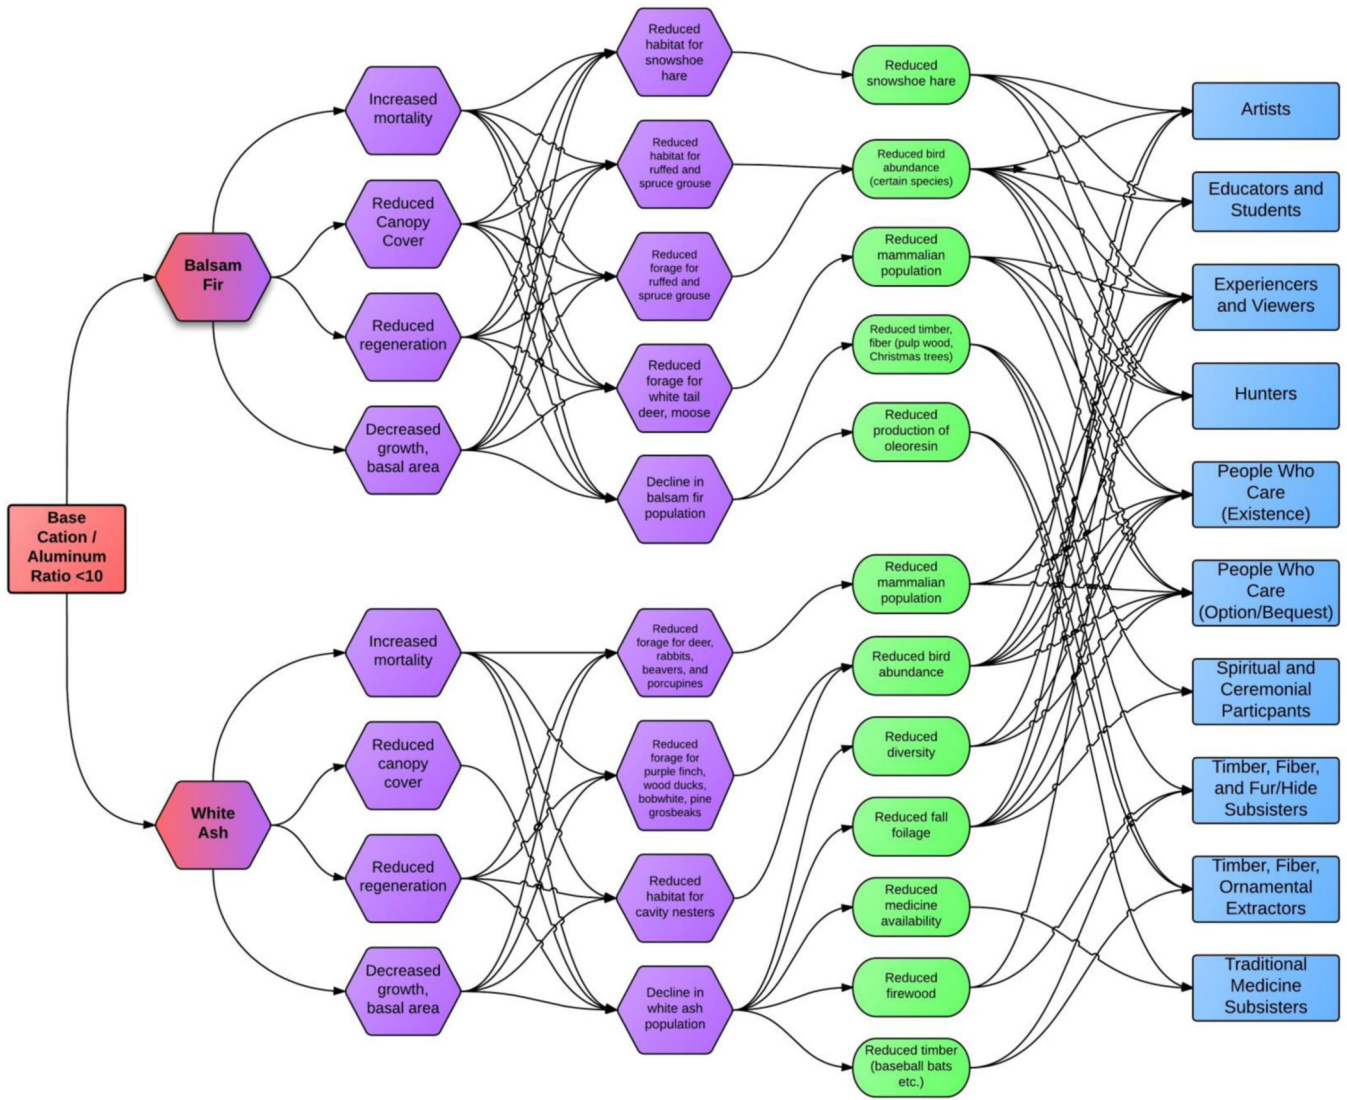 Base
Cation /
Aluminum
Ratio <10
Balsam
Fir
White
Ash
Increased
mortality
Reduced
Canopy
Cover
Reduced
regeneration
Decreased
growth,
basal area
Increased
mortality
Reduced
canopy
cover
Reduced
regeneration
Decreased
growth,
basal area
Reduced
habitat for
snowshoe
hare
Reduced
habitat for
ruffed and
spruce grouse
Reduced
forage for
ruffed and
spruce grouse
Reduced
forage for
white tail
deer, moose
Decline in
balsam fir
population
Reduced
forage for deer,
rabbits,
beavers, and
porcupines
Reduced
forage for
purple finch,
wood ducks,
bobwhite, pine
grosbeaks
Reduced
habitat for
cavity nesters
Decline in
white ash
population
Reduced
snowshoe hare
Reduced bird
abundance
(certain species)
Reduced
mammalian
population
Reduced timber,
fiber (pulp wood,
Christmas trees)
Reduced
production of
oleoresin
Reduced
mammalian
population
Reduced bird
abundance
Reduced
diversity
Reduced fall
foilage
Reduced
medicine
availability
Reduced
firewood
Reduced timber
(baseball bats
etc.)
Artists
Educators and
Students
Experiencers
and Viewers
Hunters
People Who
Care
(Existence)
People Who
Care
(Option/Bequest)
Spiritual and
Ceremonial
Particpants
Timber, Fiber,
and Fur/Hide
Subsisters
Timber, Fiber,
Ornamental
Extractors
Traditional
Medicine
Subsisters